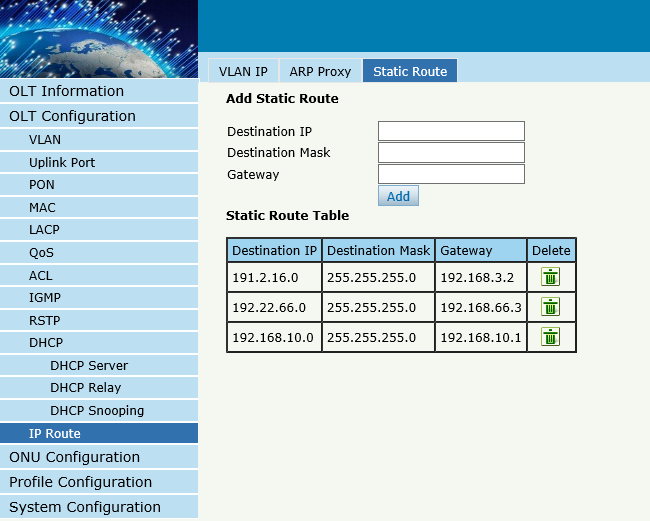 VLAN IP ARP Proxy Static Route
OLT Information
OLT Configuration
VLAN
Uplink Port
PON
MAC
LACP
QoS
ACL
IGMP
RSTP
DHCP
DHCP Server
DHCP Relay
DHCP Snooping
IP Route
ONU Configuration
Profile Configuration
System Configuration
Add Static Route
Destination IP
Destination Mask
Gateway
Add
Static Route Table
Destination IP Destination Mask Gateway Delete
191.2.16.0 255.255.255.0 192.168.3.2
192.22.66.0 255.255.255.0 192.168.66.3
192.168.10.0 255.255.255.0 192.168.10.1